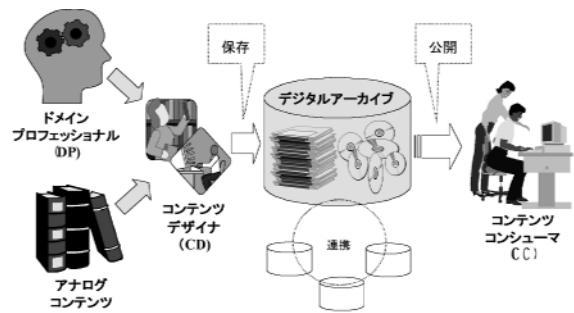 保存
公開
デジタルアーカイブ
ドメイン
プロフェッショナル
(DP)
コンテンツ
デザイナ
(CD)
連携
コンテンツ
コンシューマ
(CC)
アナログ
コンテンツ